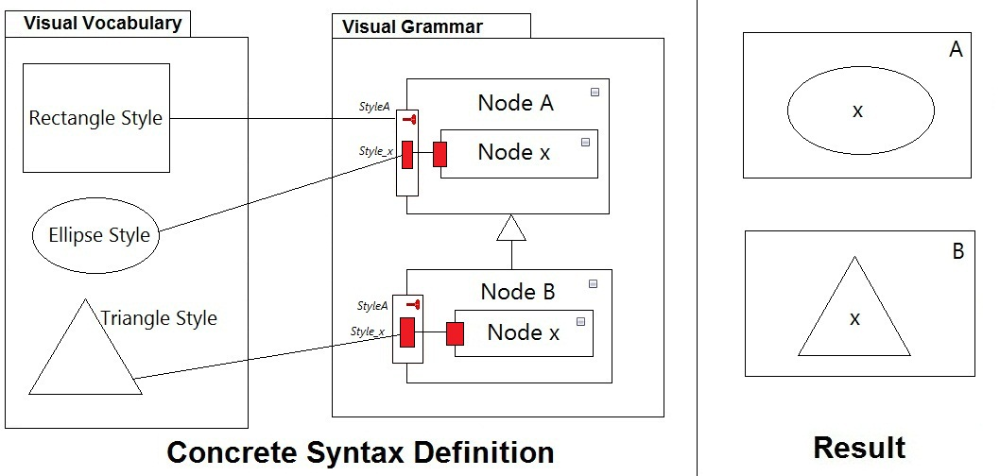 Visual Vocabulary
Rectangle Style
Ellipse Style
Triangle Style
Visual Grammar
StyleA
Node A
Style_x
Node x
StyleA
Node B
Style_x
Node x
Concrete Syntax Definition
A
x
B
x
Result